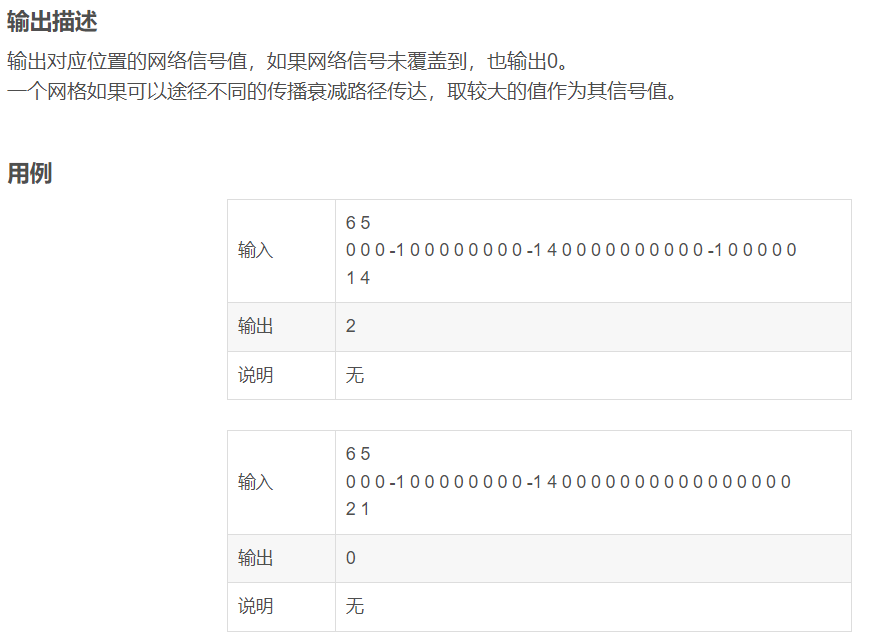 输出描述
输出对应位置的网络信号值，如果网络信号未覆盖到，也输出0。
一个网格如果可以途径不同的传播衰减路径传达，取较大的值作为其信号值。
用例
输入
6 5
0 0 0 -1 0 0 0 0 0 0 0 0 -1 4 0 0 0 0 0 0 0 0 0 0 -1 0 0 0 0 0
1 4
输出 2
说明 无
输入
6 5
0 0 0 -1 0 0 0 0 0 0 0 0 -1 4 0 0 0 0 0 0 0 0 0 0 0 0 0 0 0 0
2 1
输出 0
说明 无